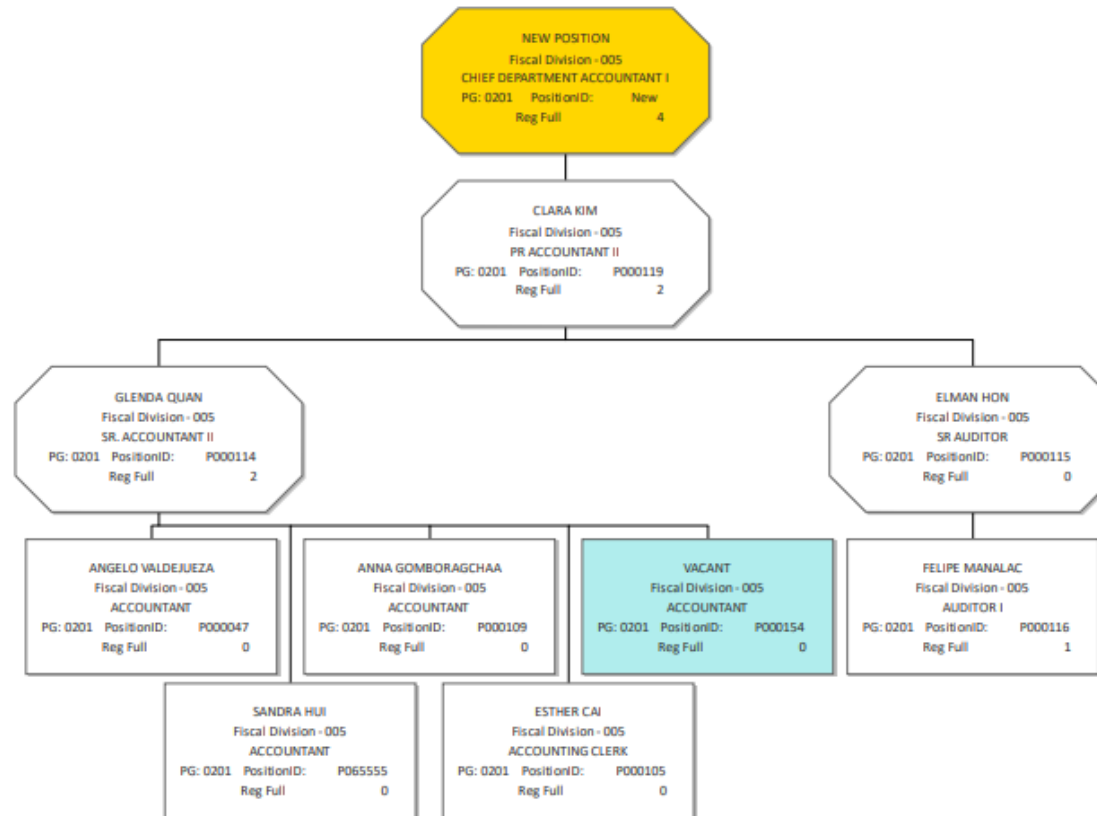 NEW POSITION
Fiscal Division - 005
CHIEF DEPARTMENT ACCOUNTANT I
PG: 0201 PositionID: New
Reg Full 4
CLARA KIM
Fiscal Division - 005
PR ACCOUNTANT II
PG: 0201 PositionID: P000119
Reg Full 2
GLENDA QUAN
Fiscal Division - 005
SR. ACCOUNTANT II
PG: 0201 PositionID: P000114
Reg Full 2
ELMAN HON
Fiscal Division - 005
SR AUDITOR
PG: 0201 PositionID: P000115
Reg Full 0
ANGELO VALDEJUEZA
Fiscal Division - 005
ACCOUNTANT
PG: 0201 PositionID: P000047
Reg Full 0
ANNA GOMBORAGCHAA
Fiscal Division - 005
ACCOUNTANT
PG: 0201 PositionID: P000109
Reg Full 0
VACANT
Fiscal Division - 005
ACCOUNTANT
PG: 0201 PositionID: P000154
Reg Full 0
FELIPE MANALAC
Fiscal Division - 005
AUDITOR I
PG: 0201 PositionID: P000116
Reg Full 1
SANDRA HUI
Fiscal Division - 005
ACCOUNTANT
PG: 0201 PositionID: P065555
Reg Full 0
ESTHER CAI
Fiscal Division - 005
ACCOUNTING CLERK
PG: 0201 PositionID: P000105
Reg Full 0